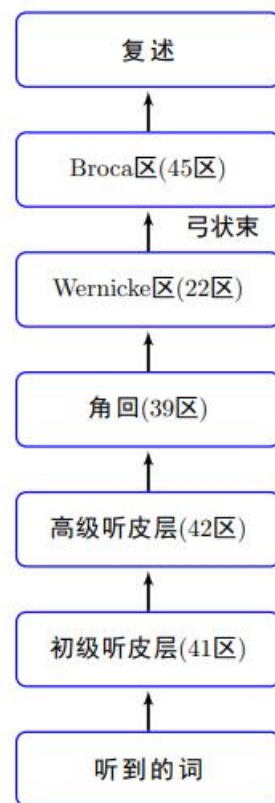 复述
Broca区(45区)
弓状束
Wernicke区(22区)
角回(39区)
高级听皮层(42区)
初级听皮层(41区)
听到的词